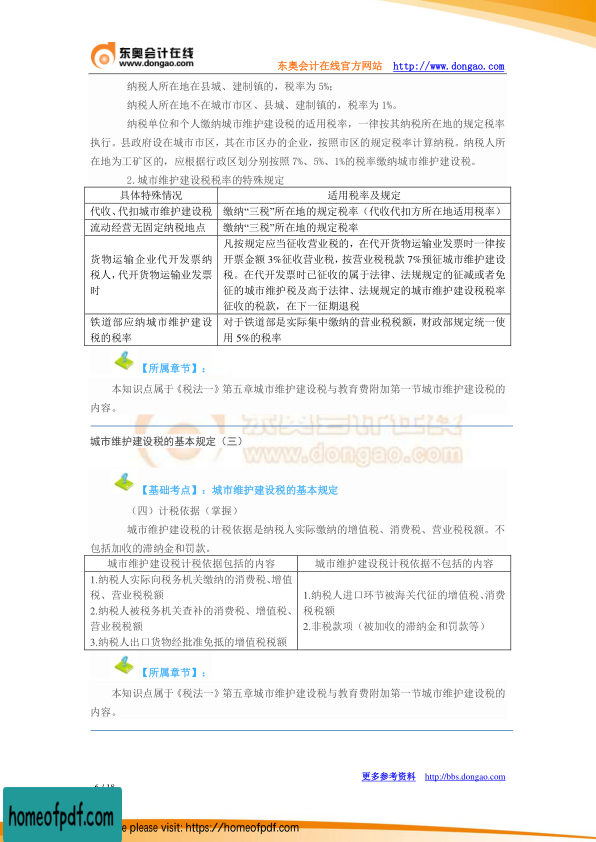 东奥会计在线
www.dongao.com
东奥会计在线官方网站 http://www.dongao.com
纳税人所在地在县城、建制镇的，税率为 5%；
纳税人所在地不在城市市区、县城、建制镇的，税率为 1%。
纳税单位和个人缴纳城市维护建设税的适用税率，一律按其纳税所在地的规定税率
执行。县政府设在城市市区，其在市区办的企业，按照市区的规定税率计算纳税。纳税人所
在地为工矿区的，应根据行政区划分别按照 7%、5%、1%的税率缴纳城市维护建设税。
2.城市维护建设税税率的特殊规定
具体特殊情况 适用税率及规定
代收、代扣城市维护建设税 缴纳“三税”所在地的规定税率（代收代扣方所在地适用税率）
流动经营无固定纳税地点 缴纳“三税”所在地的规定税率
货物运输企业代开发票纳
税人，代开货物运输业发票
时
凡按规定应当征收营业税的，在代开货物运输业发票时一律按
开票金额 3%征收营业税，按营业税税款 7%预征城市维护建设
税。在代开发票时已征收的属于法律、法规规定的征减或者免
征的城市维护税及高于法律、法规规定的城市维护建设税税率
征收的税款，在下一征期退税
铁道部应纳城市维护建设
税的税率
对于铁道部是实际集中缴纳的营业税税额，财政部规定统一使
用 5%的税率
【所属章节】：
本知识点属于《税法一》第五章城市维护建设税与教育费附加第一节城市维护建设税的
内容。
东奥会计在线
www.dongao.com
城市维护建设税的基本规定（三）
【基础考点】：城市维护建设税的基本规定
（四）计税依据（掌握）
城市维护建设税的计税依据是纳税人实际缴纳的增值税、消费税、营业税税额。不
包括加收的滞纳金和罚款。
城市维护建设税计税依据包括的内容 城市维护建设税计税依据不包括的内容
1.纳税人实际向税务机关缴纳的消费税、增值
税、营业税税额
2.纳税人被税务机关查补的消费税、增值税、
营业税税额
3.纳税人出口货物经批准免抵的增值税税额
1.纳税人进口环节被海关代征的增值税、消费
税税额
2.非税款项（被加收的滞纳金和罚款等）
【所属章节】：
本知识点属于《税法一》第五章城市维护建设税与教育费附加第一节城市维护建设税的
内容。
更多参考资料 http://bbs.dongao.com
6 / 18
homeofpdf.com
e please visit: https://homeofpdf.com